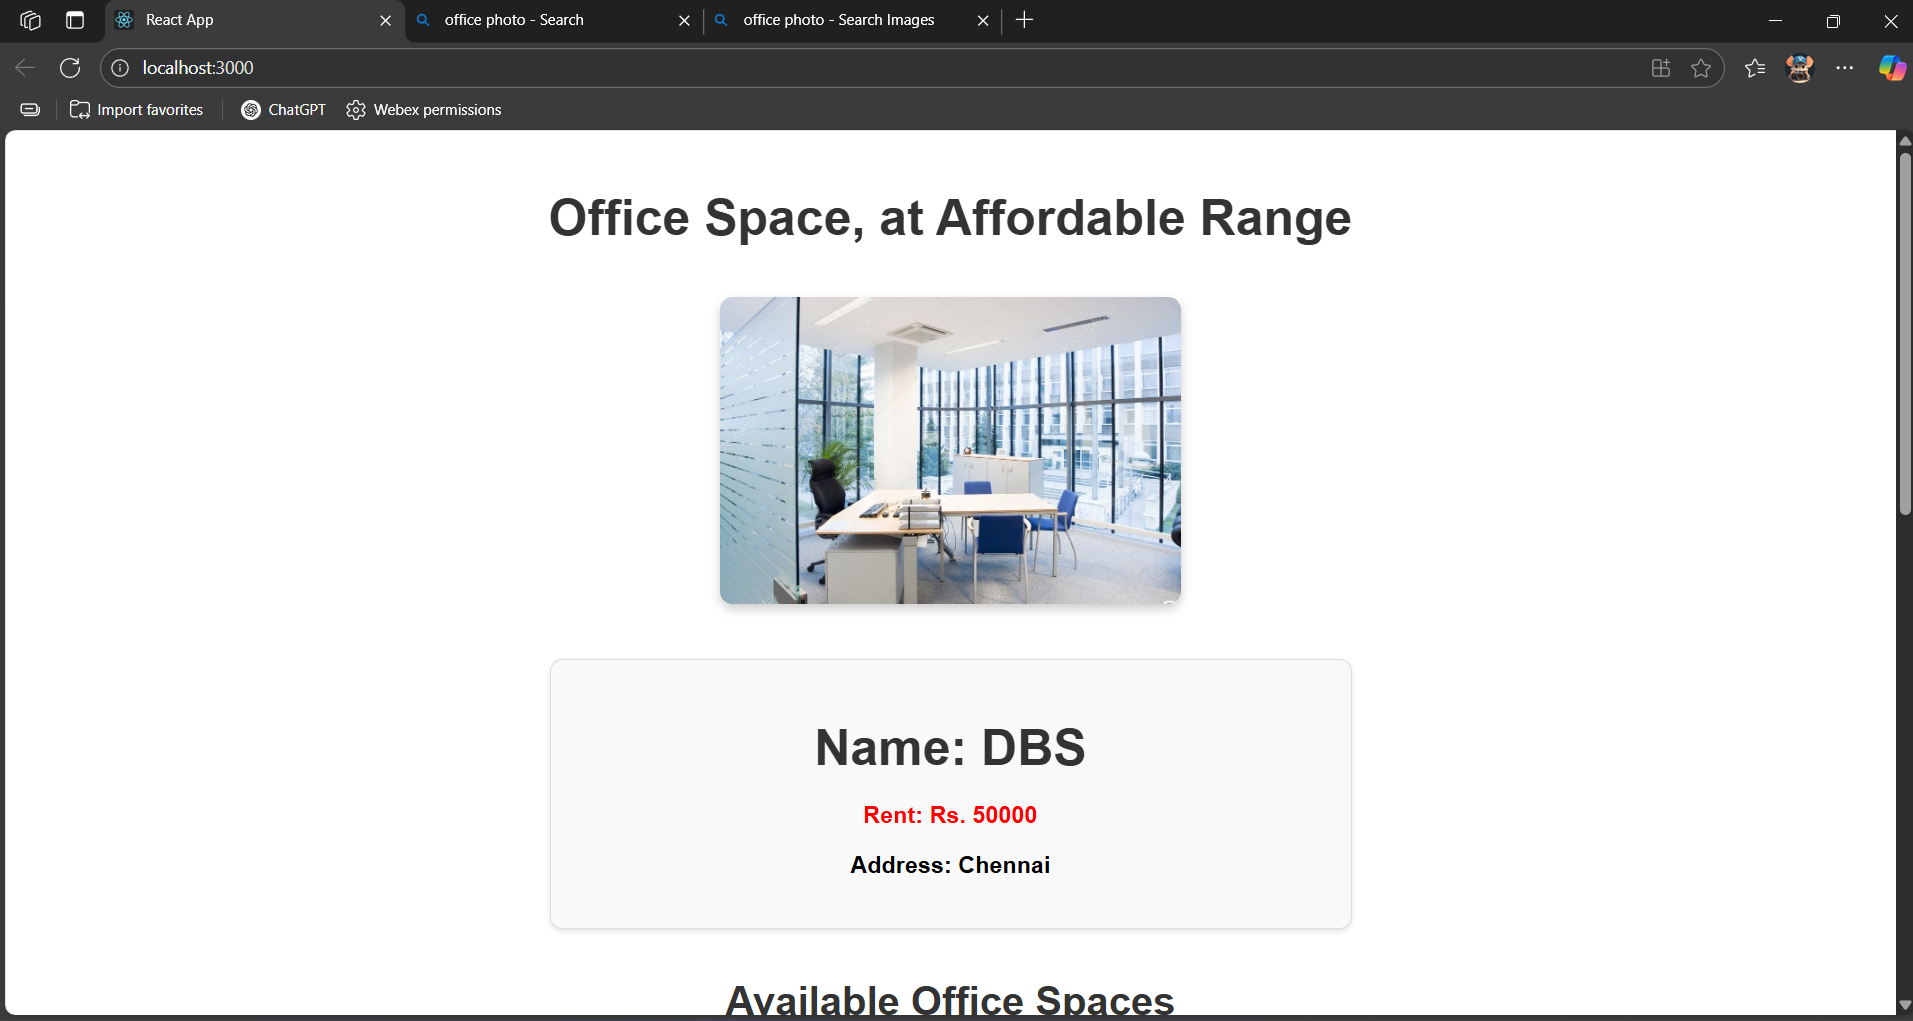 React App
office photo - Search
office photo - Search Images
localhost:3000
Import favorites
ChatGPT
Webex permissions
Office Space, at Affordable Range
Name: DBS
Rent: Rs. 50000
Address: Chennai
Available Office Spaces